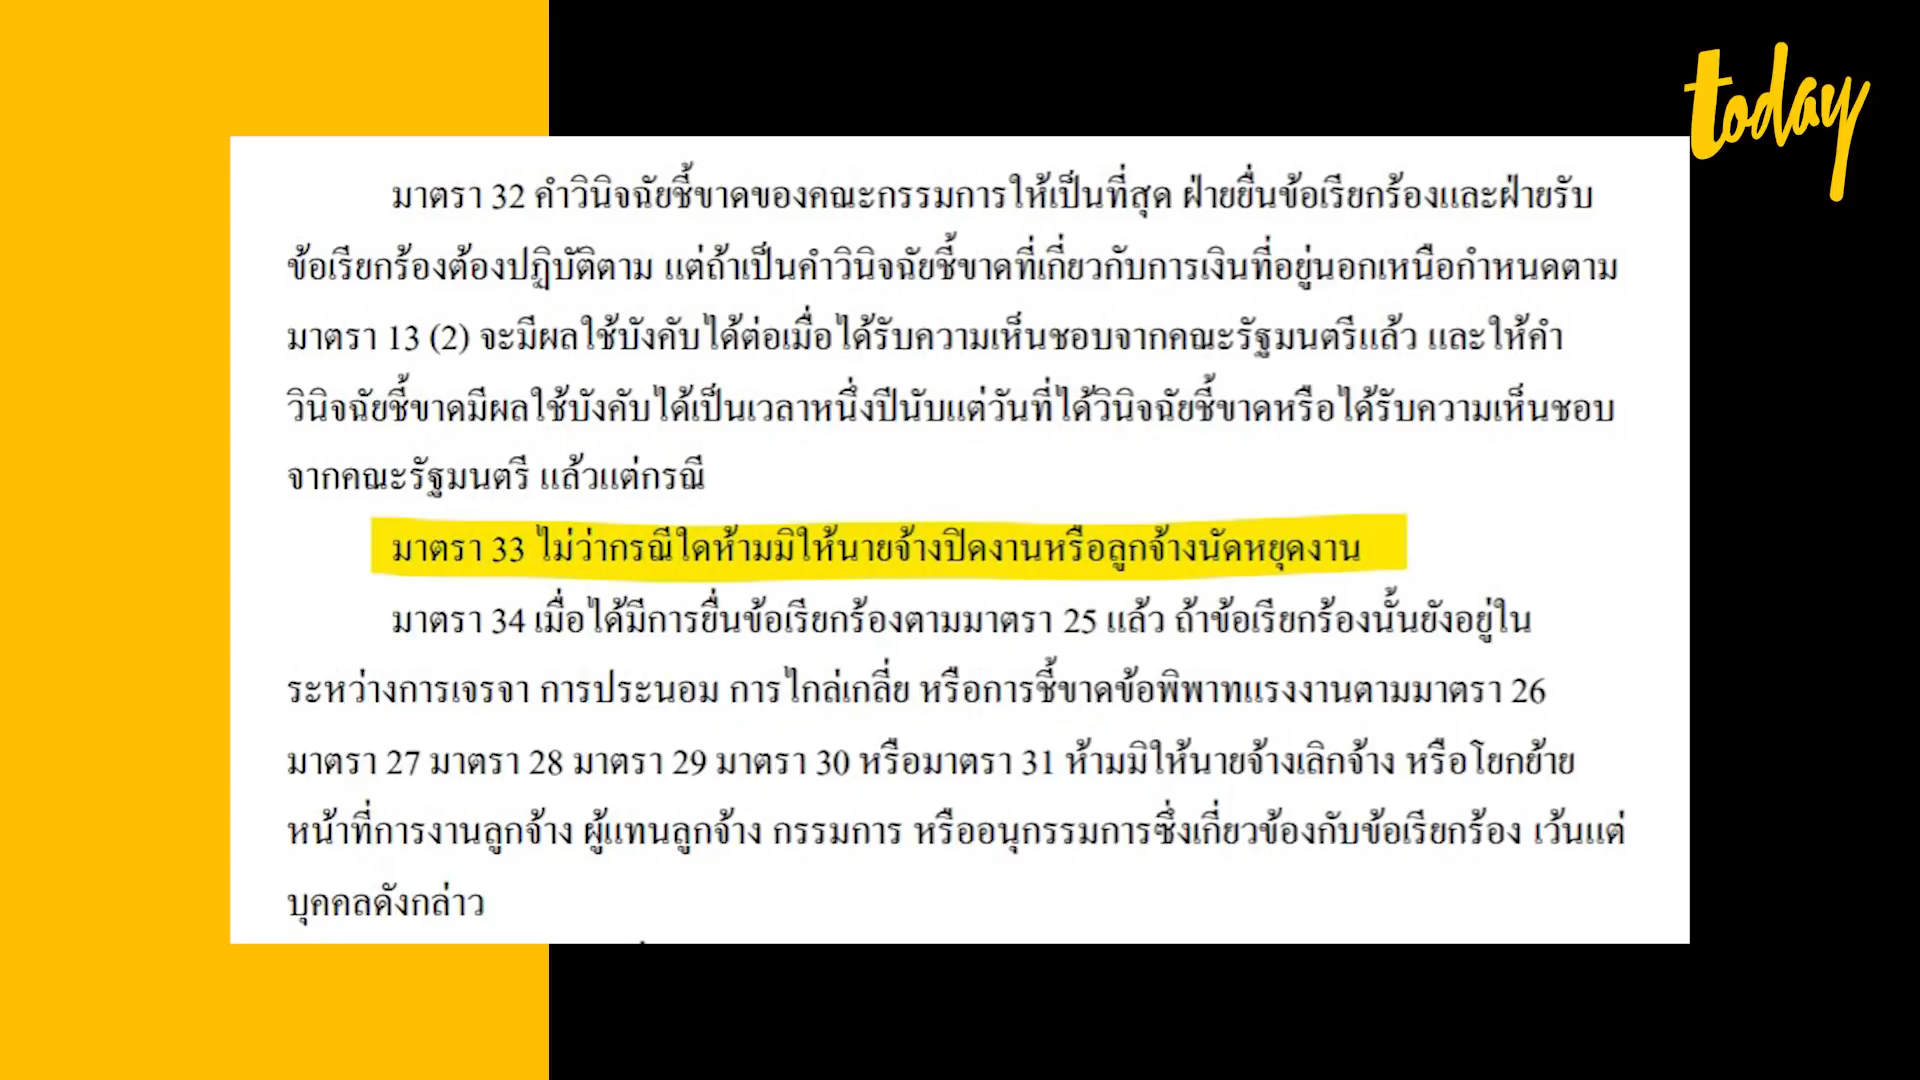 today
มาตรา 32 คำวินิจฉัยชี้ขาดของคณะกรรมการให้เป็นที่สุด ฝ่ายยื่นข้อเรียกร้องและฝ่ายรับ
ข้อเรียกร้องต้องปฏิบัติตาม แต่ถ้าเป็นคำวินิจฉัยชี้ขาดที่เกี่ยวกับการเงินที่อยู่นอกเหนือกำหนดตาม
มาตรา 13 (2) จะมีผลใช้บังคับได้ต่อเมื่อได้รับความเห็นชอบจากคณะรัฐมนตรีแล้ว และให้คำ
วินิจฉัยชี้ขาดมีผลใช้บังคับได้เป็นเวลาหนึ่งปีนับแต่วันที่ได้วินิจฉัยชี้ขาดหรือได้รับความเห็นชอบ
จากคณะรัฐมนตรี แล้วแต่กรณี
มาตรา 33 ไม่ว่ากรณีใดห้ามมิให้นายจ้างปิดงานหรือลูกจ้างนัดหยุดงาน
มาตรา 34 เมื่อได้มีการยื่นข้อเรียกร้องตามมาตรา 25 แล้ว ถ้าข้อเรียกร้องนั้นยังอยู่ใน
ระหว่างการเจรจา การประนอม การไกล่เกลี่ย หรือการชี้ขาดข้อพิพาทแรงงานตามมาตรา 26
มาตรา 27 มาตรา 28 มาตรา 29 มาตรา 30 หรือมาตรา 31 ห้ามมิให้นายจ้างเลิกจ้าง หรือโยกย้าย
หน้าที่การงานลูกจ้าง ผู้แทนลูกจ้าง กรรมการ หรืออนุกรรมการซึ่งเกี่ยวข้องกับข้อเรียกร้อง เว้นแต่
บุคคลดังกล่าว